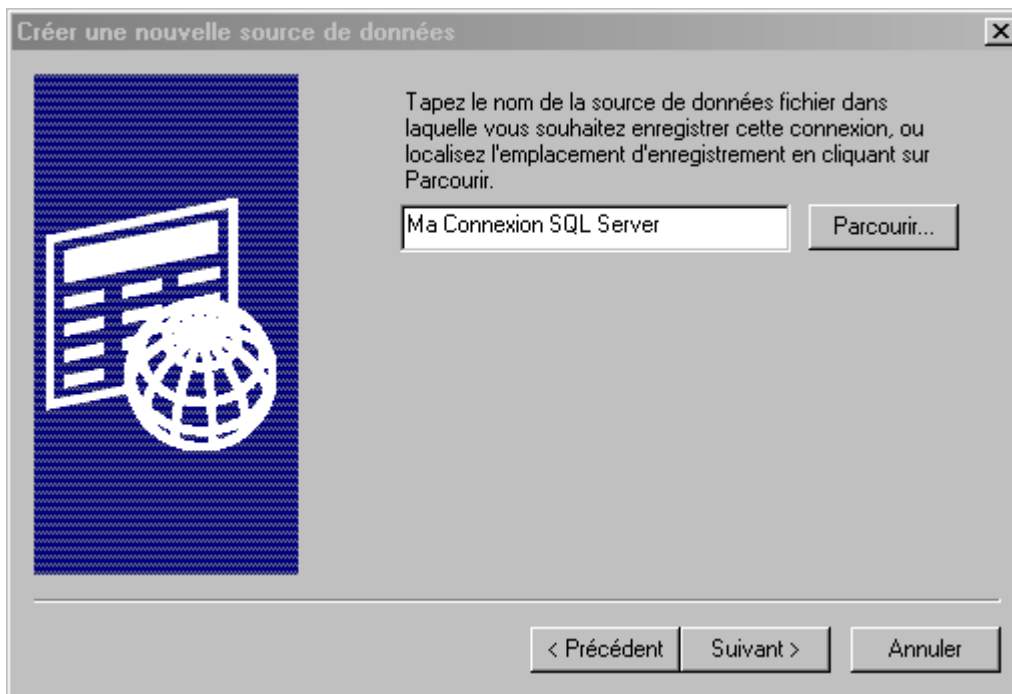 Créer une nouvelle source de données
Tapez le nom de la source de données fichier dans
laquelle vous souhaitez enregistrer cette connexion, ou
localisez l'emplacement d'enregistrement en cliquant sur
Parcourir.
Ma Connexion SQL Server
Parcourir...
< Précédent
Suivant >
Annuler